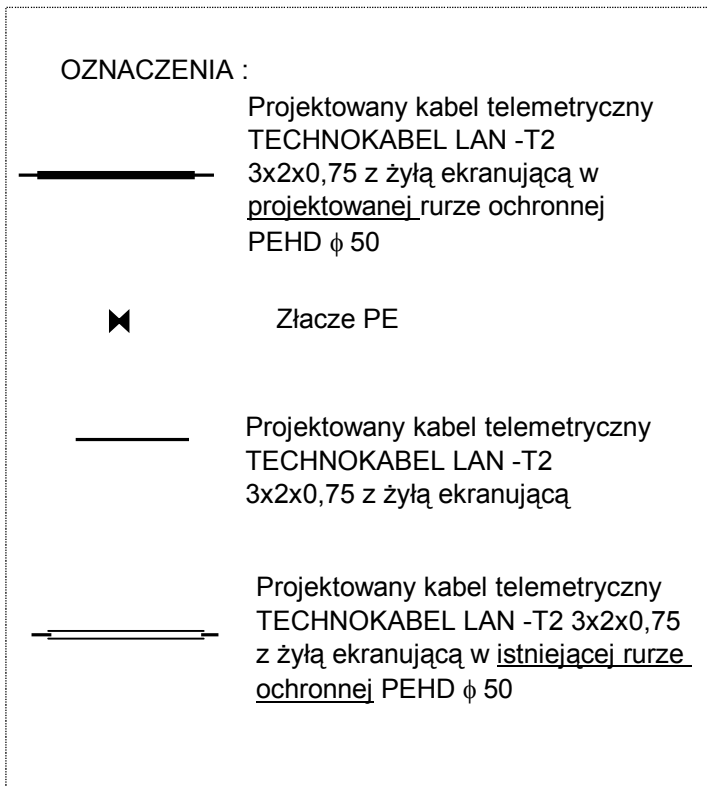 OZNACZENIA :
Projektowany kabel telemetryczny
TECHNOKABEL LAN -T2
3x2x0,75 z żyłą ekranującą w
projektowanej rurze ochronnej
PEHD ϕ 50
Złacze PE
Projektowany kabel telemetryczny
TECHNOKABEL LAN -T2
3x2x0,75 z żyłą ekranującą
Projektowany kabel telemetryczny
TECHNOKABEL LAN -T2 3x2x0,75
z żyłą ekranującą w istniejącej rurze
ochronnej PEHD ϕ 50